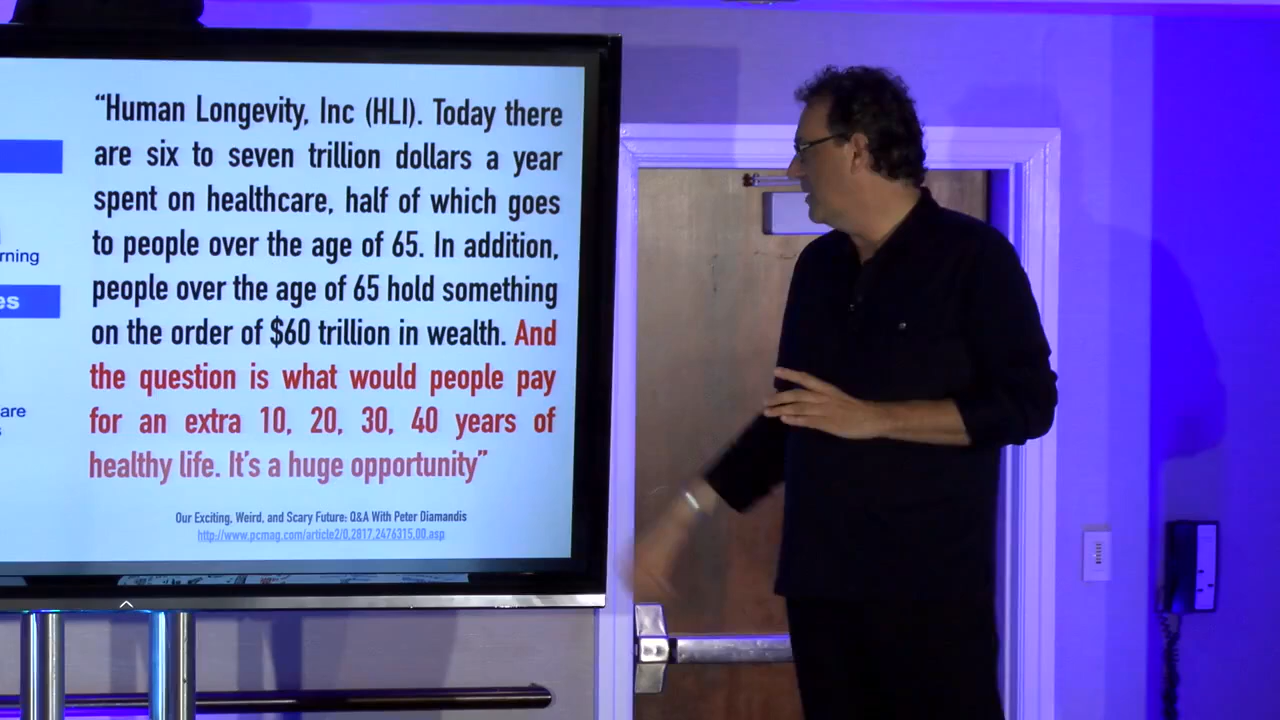 “Human Longevity, Inc (HLI). Today there
are six to seven trillion dollars a year
spent on healthcare, half of which goes
to people over the age of 65. In addition,
people over the age of 65 hold something
on the order of $60 trillion in wealth. And
the question is what would people pay
for an extra 10, 20, 30, 40 years of
healthy life. It’s a huge opportunity”
Our Exciting, Weird, and Scary Future: Q&A With Peter Diamandis
http://www.pcmag.com/article2/0,2817,2476315,00.asp
rning
es
are